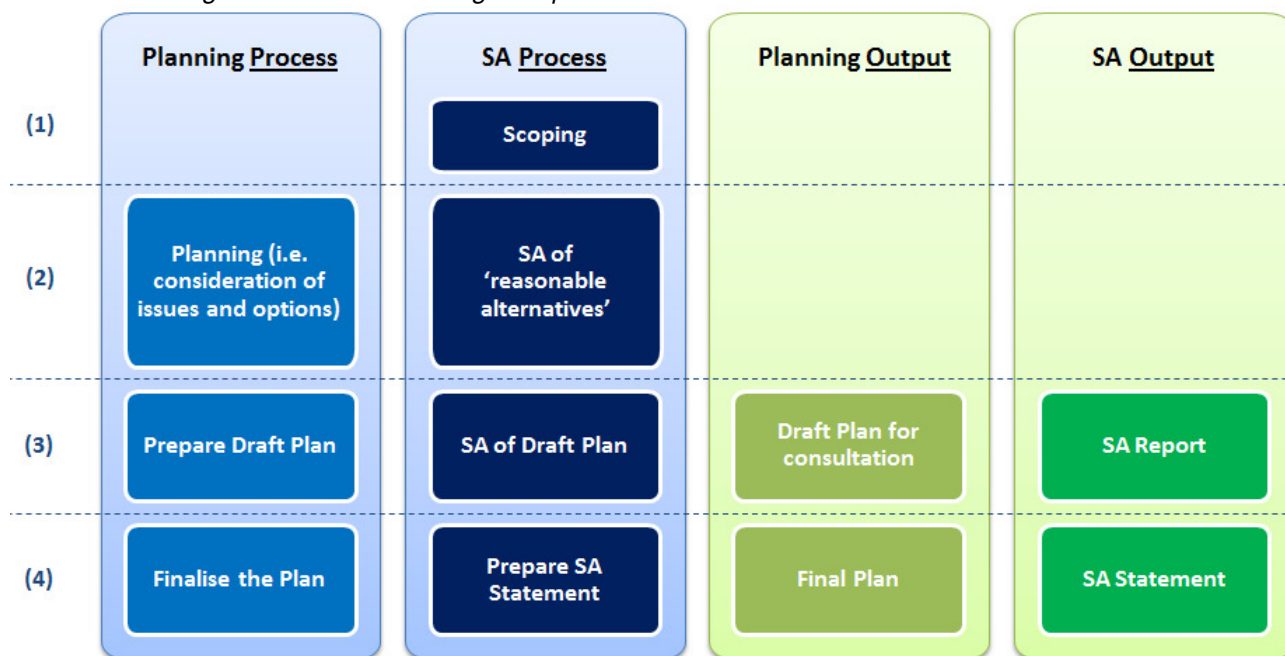 Planning Process
SA Process
Planning Output
SA Output
(1)
Scoping
(2)
Planning (i.e.
consideration of
issues and options)
SA of
‘reasonable
alternatives’
(3)
Prepare Draft Plan
SA of Draft Plan
Draft Plan for
consultation
SA Report
(4)
Finalise the Plan
Prepare SA
Statement
Final Plan
SA Statement